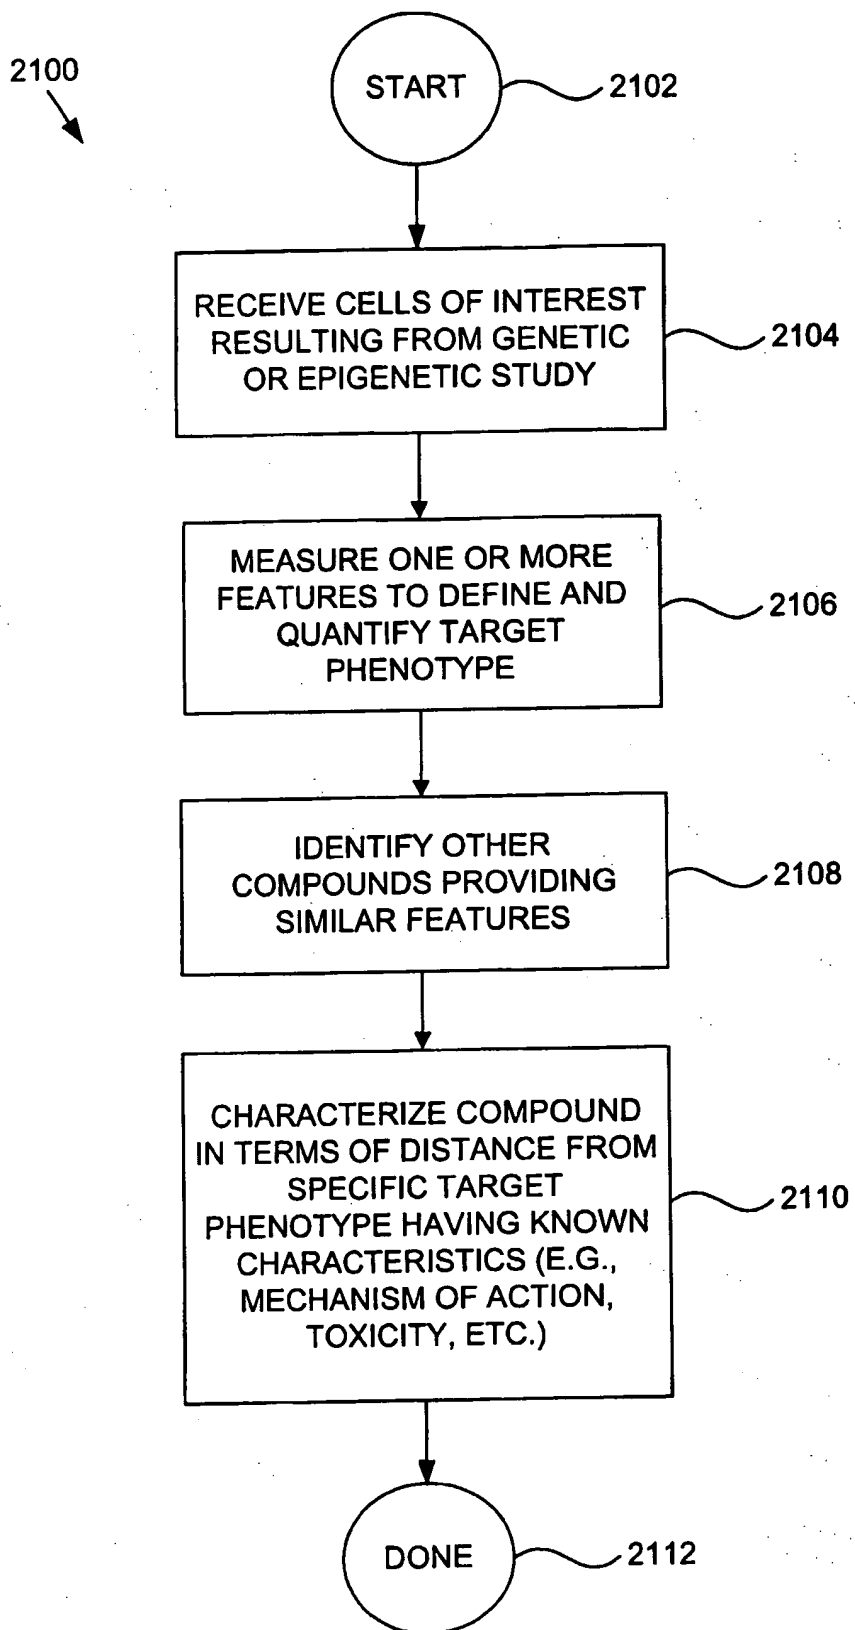 2100
START
2102
RECEIVE CELLS OF INTEREST
RESULTING FROM GENETIC
OR EPIGENETIC STUDY
2104
MEASURE ONE OR MORE
FEATURES TO DEFINE AND
QUANTIFY TARGET
PHENOTYPE
2106
IDENTIFY OTHER
COMPOUNDS PROVIDING
SIMILAR FEATURES
2108
CHARACTERIZE COMPOUND
IN TERMS OF DISTANCE FROM
SPECIFIC TARGET
PHENOTYPE HAVING KNOWN
CHARACTERISTICS (E.G.,
MECHANISM OF ACTION,
TOXICITY, ETC.)
2110
DONE
2112